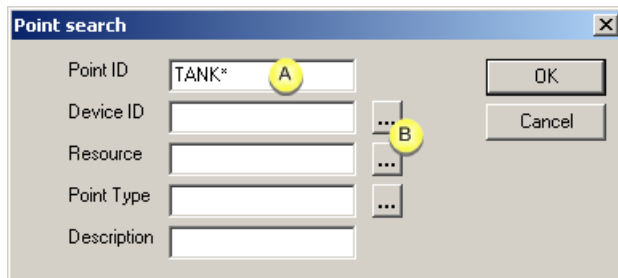 Point search
Point ID TANK* A OK
Device ID ... B Cancel
Resource ...
Point Type ...
Description